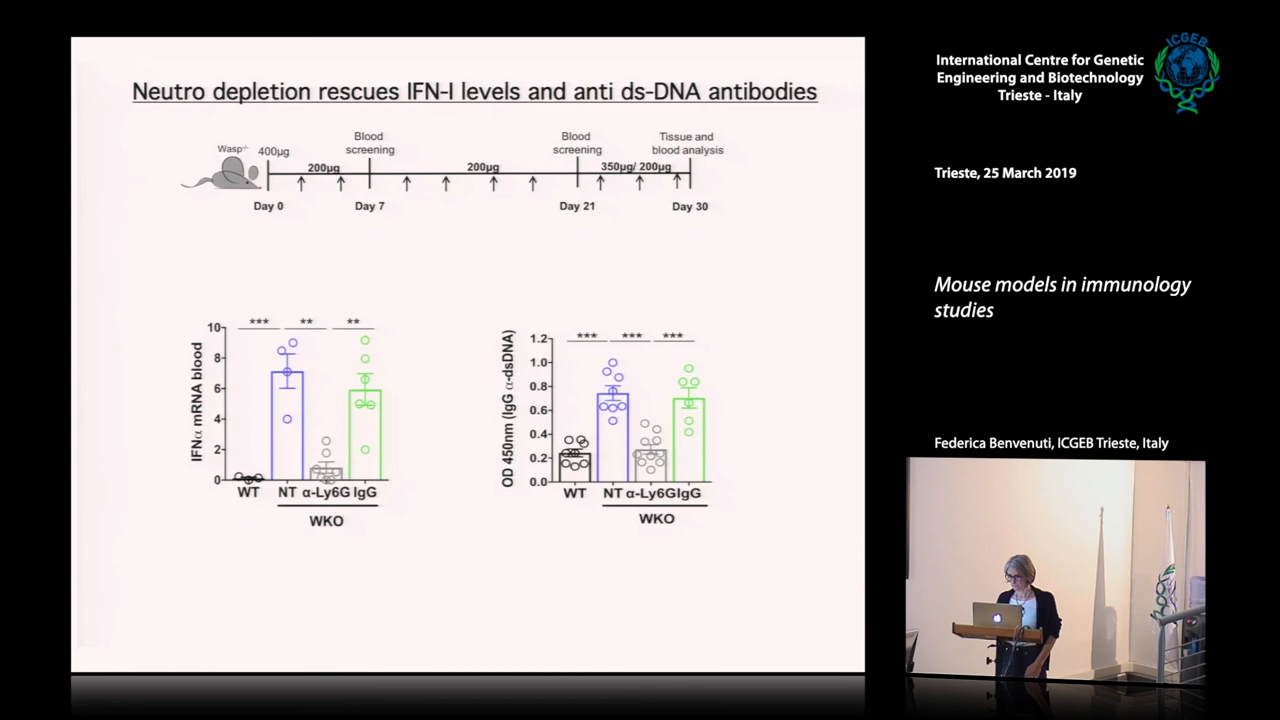 Neutro depletion rescues IFN-I levels and anti ds-DNA antibodies
Wasp-/-
400µg
Blood
screening
Blood
screening
Tissue and
blood analysis
200µg
200µg
350µg/ 200µg
Day 0
Day 7
Day 21
Day 30
IFNα mRNA blood
10
8
6
4
2
0
***
**
**
WT
NT
α-Ly6G
IgG
WKO
OD 450nm (IgG α-dsDNA)
1.2
1.0
0.8
0.6
0.4
0.2
0.0
***
***
***
WT
NT
α-Ly6G
IgG
WKO
International Centre for Genetic
Engineering and Biotechnology
Trieste - Italy
ICGEB
Trieste, 25 March 2019
Mouse models in immunology
studies
Federica Benvenuti, ICGEB Trieste, Italy